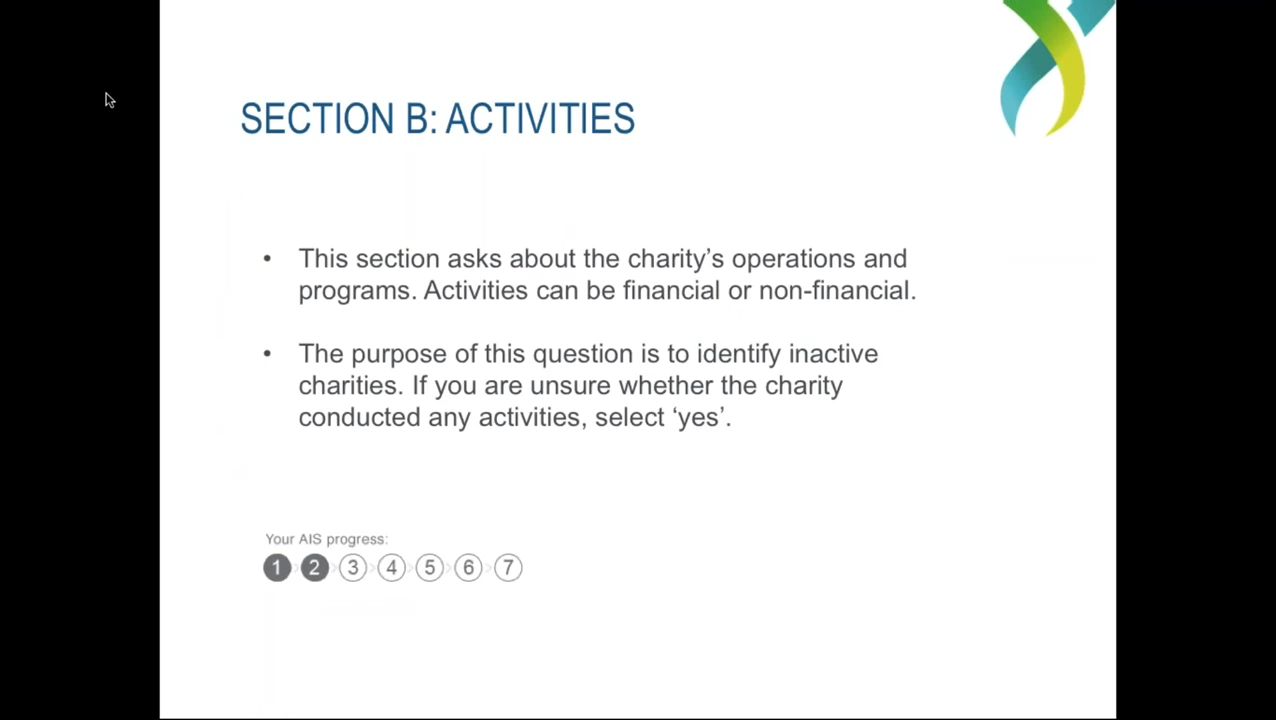 SECTION B: ACTIVITIES
• This section asks about the charity’s operations and
programs. Activities can be financial or non-financial.
• The purpose of this question is to identify inactive
charities. If you are unsure whether the charity
conducted any activities, select ‘yes’.
Your AIS progress:
1 2 3 4 5 6 7